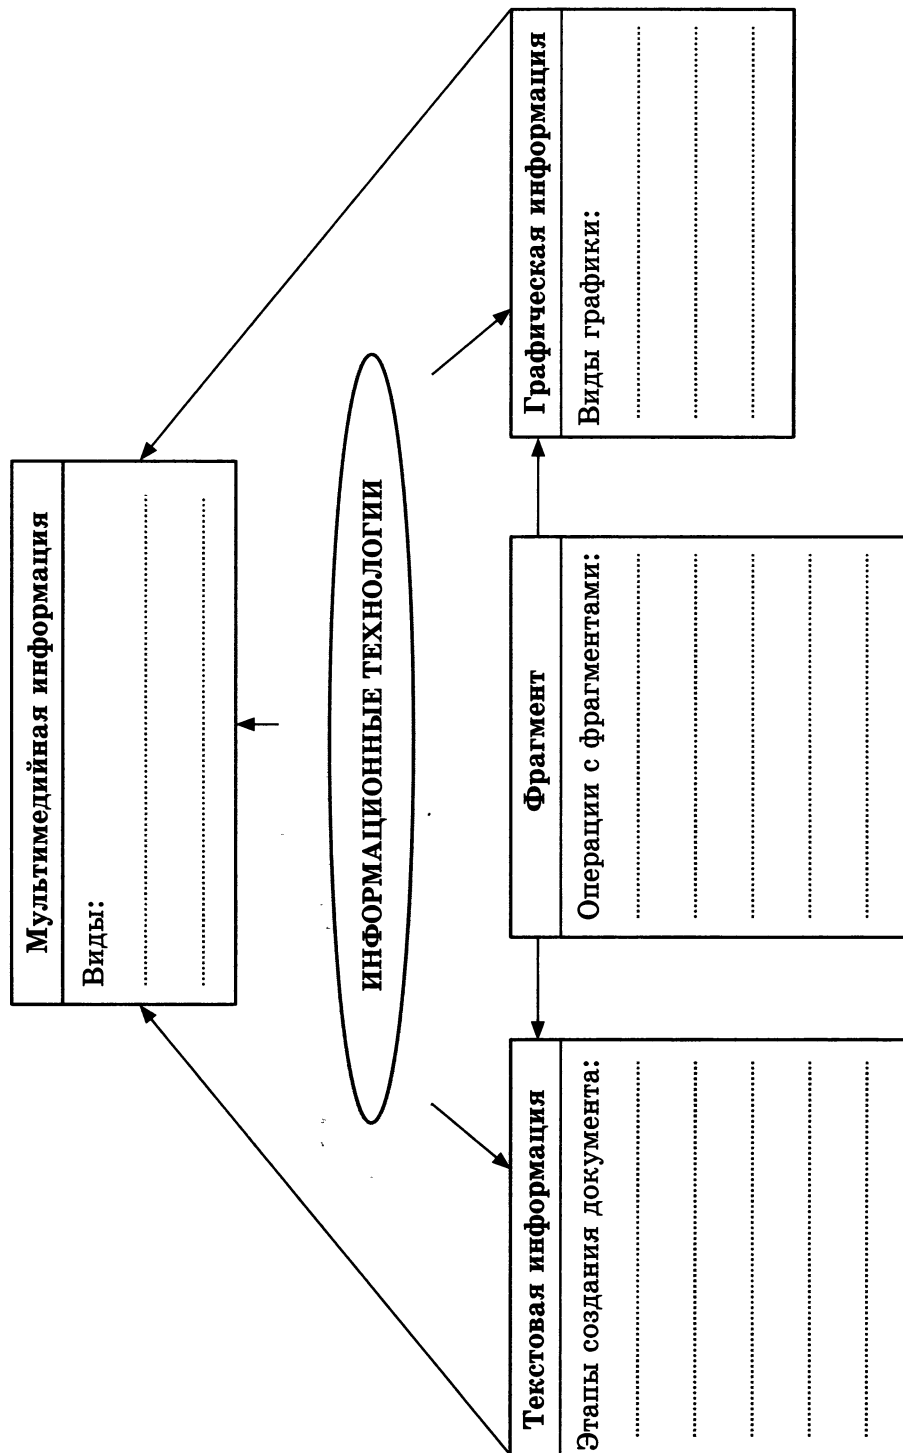 Мультимедийная информация
Виды:
ИНФОРМАЦИОННЫЕ ТЕХНОЛОГИИ
Текстовая информация
Этапы создания документа:
Фрагмент
Операции с фрагментами:
Графическая информация
Виды графики: